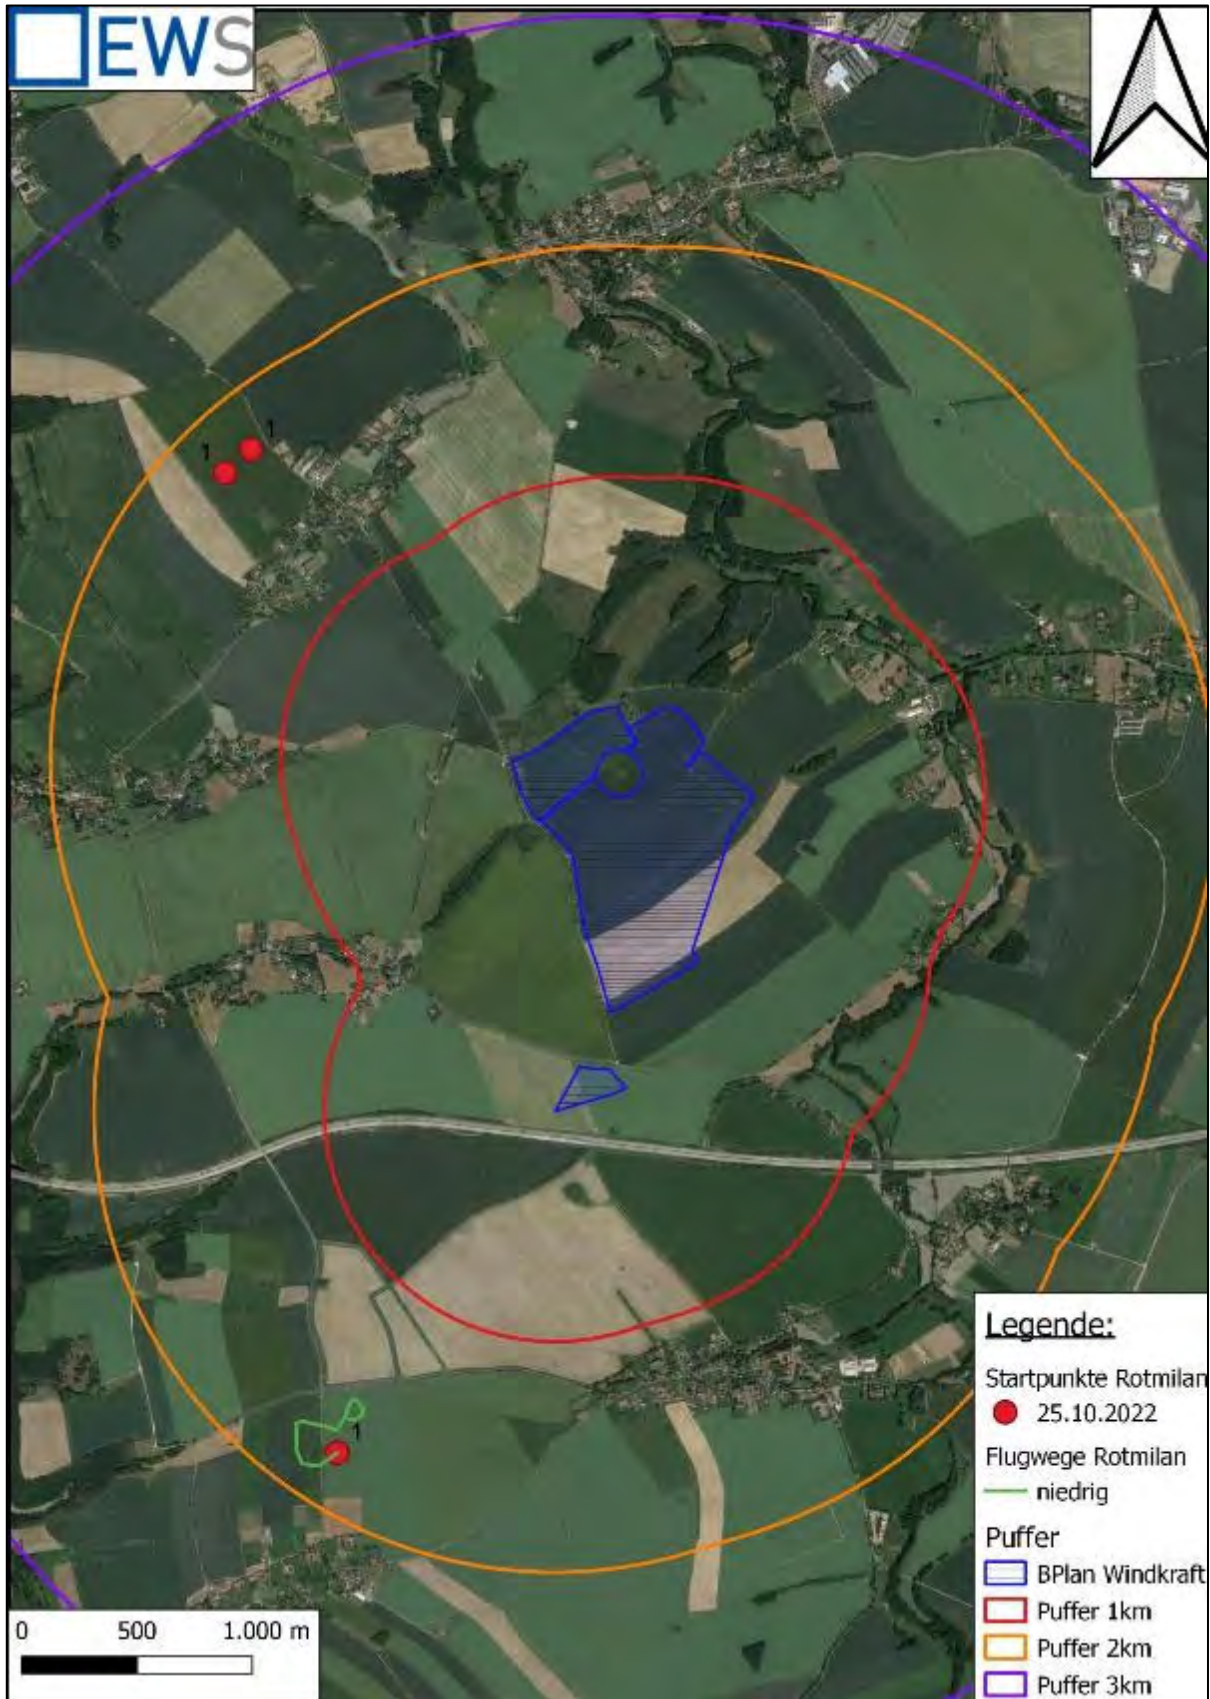 EWS
1
1
1
Legende:
Startpunkte Rotmilan
25.10.2022
Flugwege Rotmilan
niedrig
Puffer
BPlan Windkraft
Puffer 1km
Puffer 2km
Puffer 3km
0 500 1.000 m